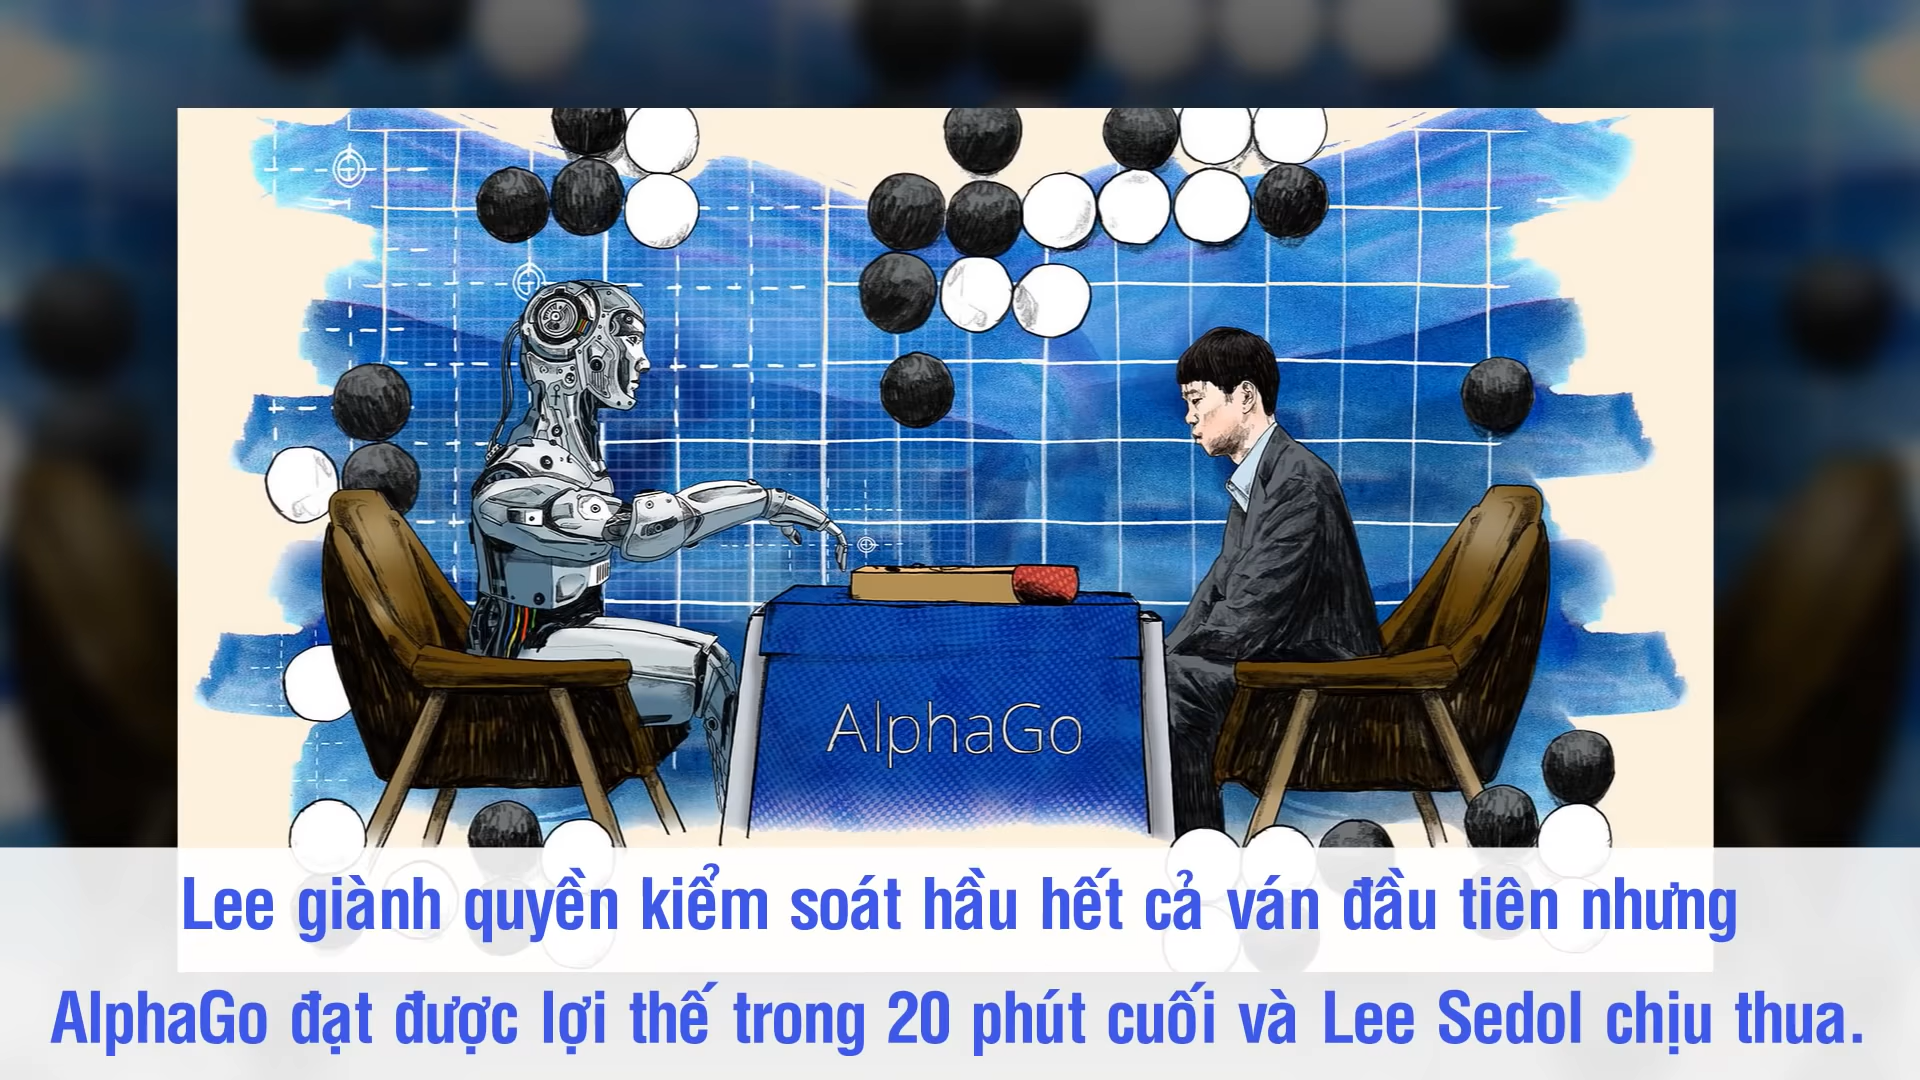 AlphaGo
Lee giành quyền kiểm soát hầu hết cả ván đầu tiên nhưng
AlphaGo đạt được lợi thế trong 20 phút cuối và Lee Sedol chịu thua.